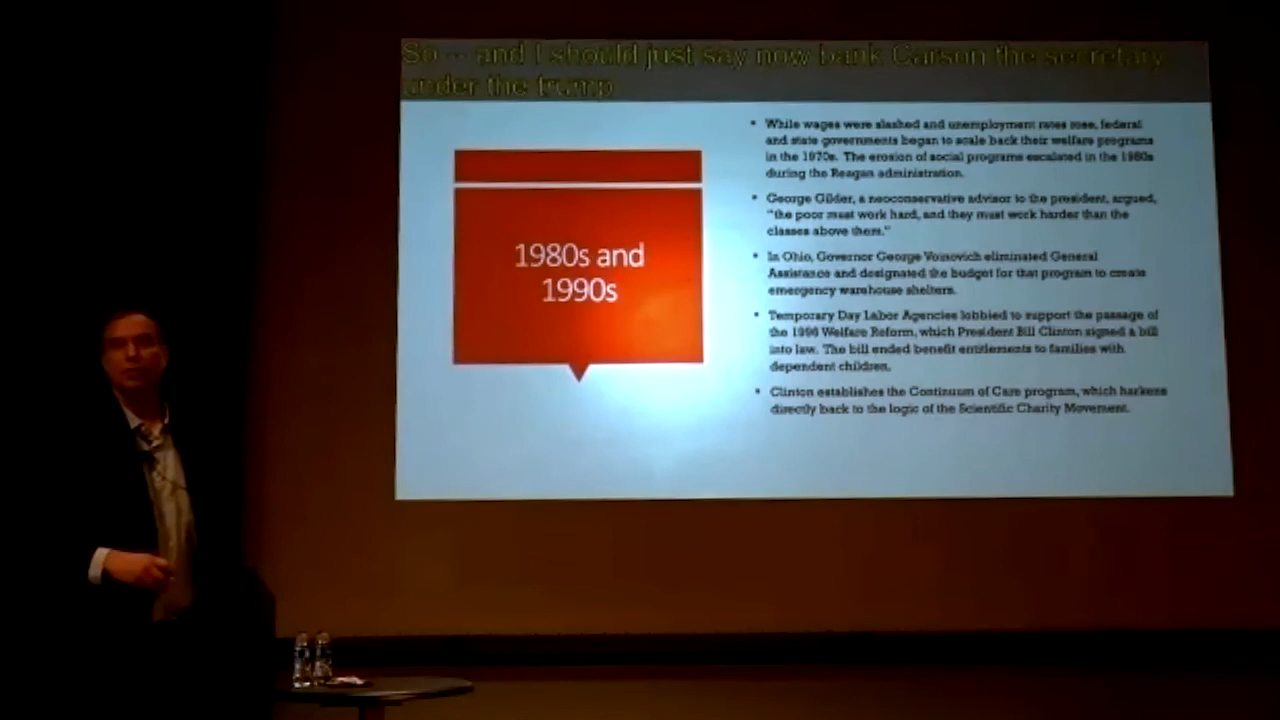 So -- and I should just say now bank Carson the secretary
under the trump
1980s and
1990s
• While wages were slashed and unemployment rates rose, federal
and state governments began to scale back their welfare programs
in the 1970s. The erosion of social programs escalated in the 1980s
during the Reagan administration.
• George Gilder, a neoconservative advisor to the president, argued,
"the poor must work hard, and they must work harder than the
classes above them."
• In Ohio, Governor George Voinovich eliminated General
Assistance and designated the budget for that program to create
emergency warehouse shelters.
• Temporary Day Labor Agencies lobbied to support the passage of
the 1996 Welfare Reform, which President Bill Clinton signed a bill
into law. The bill ended benefit entitlements to families with
dependent children.
• Clinton establishes the Continuum of Care program, which harkens
directly back to the logic of the Scientific Charity Movement.